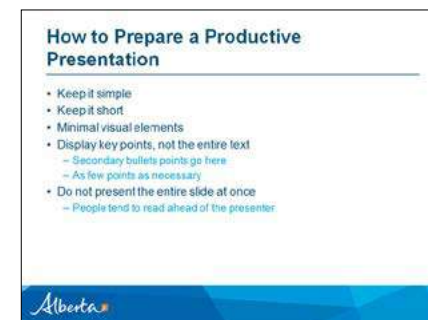 How to Prepare a Productive
Presentation
• Keep it simple
• Keep it short
• Minimal visual elements
• Display key points, not the entire text
– Secondary bullets points go here
– As few points as necessary
• Do not present the entire slide at once
– People tend to read ahead of the presenter
Alberta